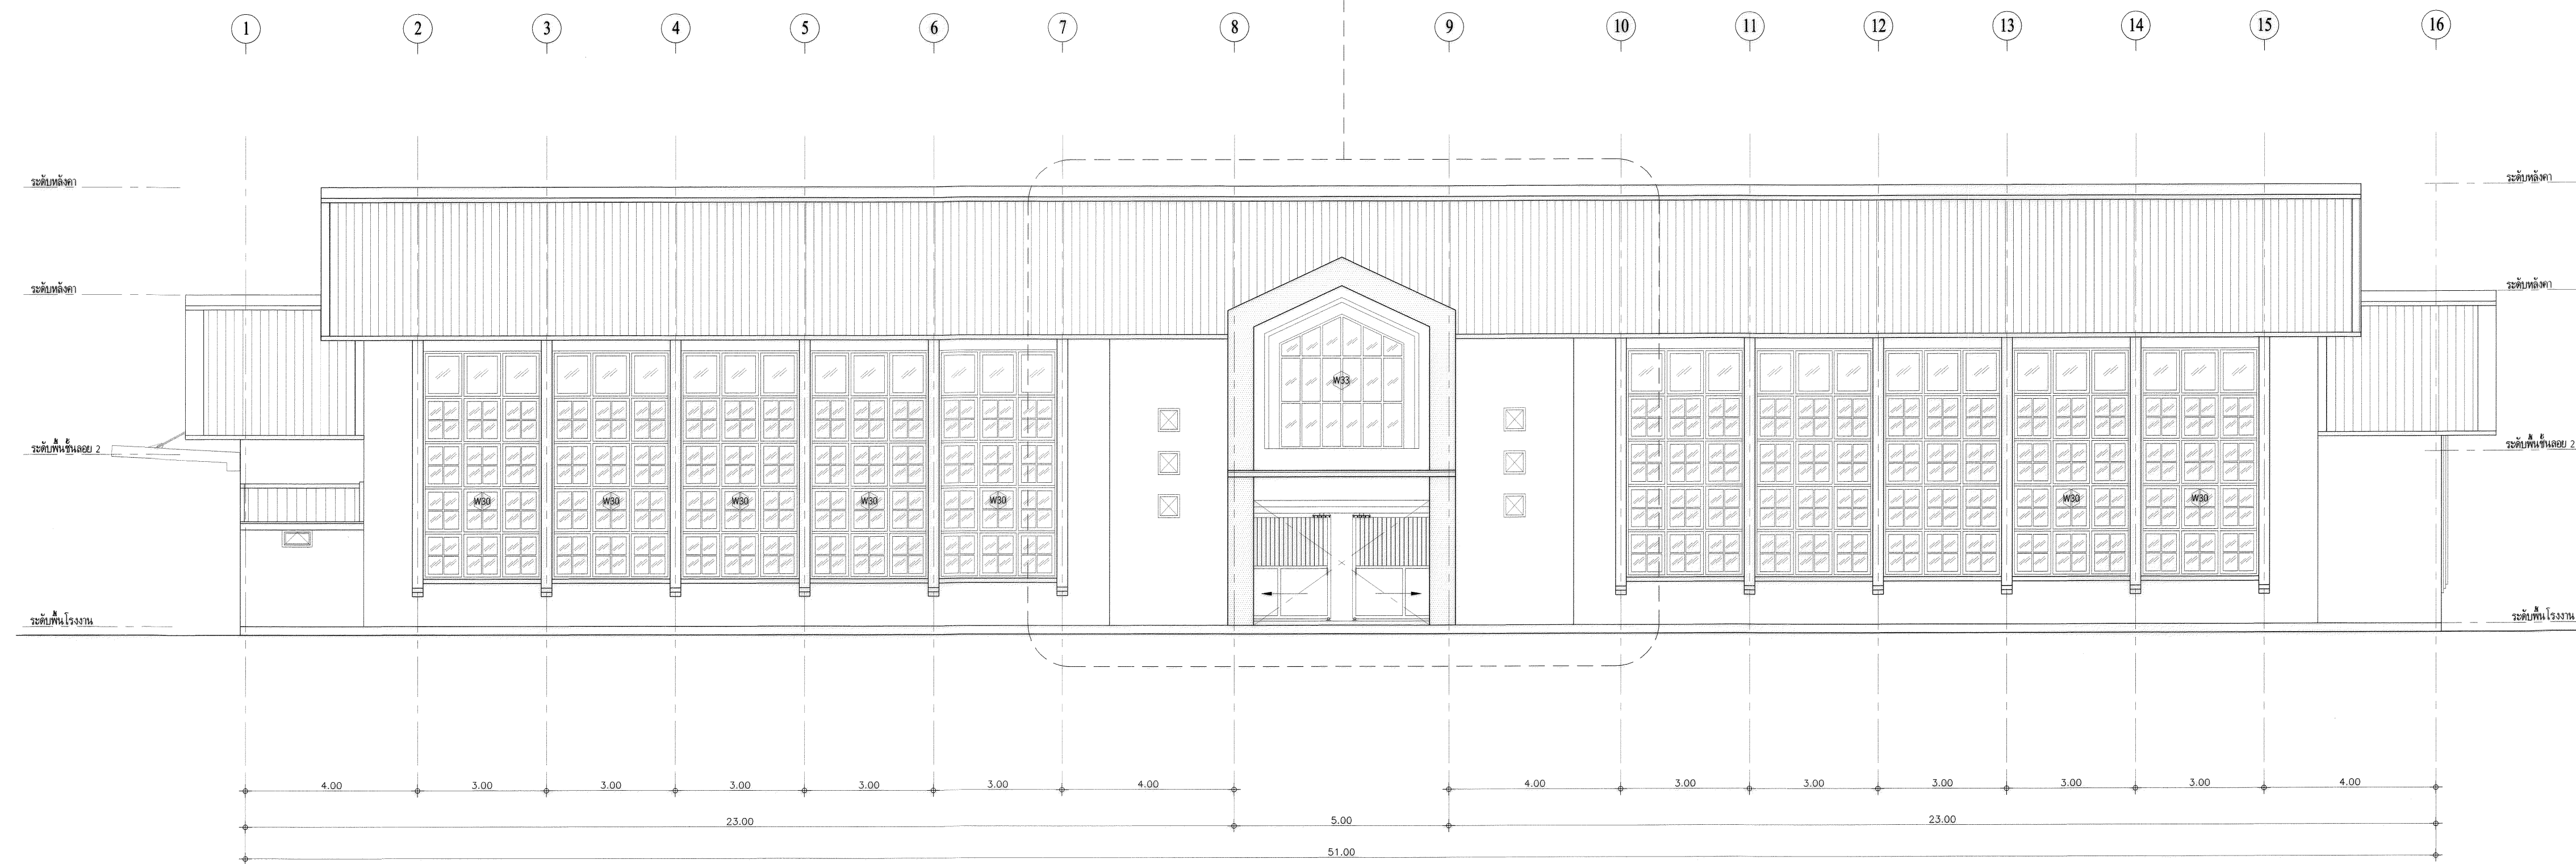 1 2 3 4 5 6 7 8 9 10 11 12 13 14 15 16
ระดับหลังคา ระดับหลังคา
ระดับหลังคา ระดับหลังคา
W33
ระดับพื้นชั้นลอย 2 ระดับพื้นชั้นลอย 2
W30 W30 W30 W30 W30 W30 W30
ระดับพื้นโรงงาน ระดับพื้นโรงงาน
4.00 3.00 3.00 3.00 3.00 3.00 4.00 4.00 3.00 3.00 3.00 3.00 3.00 4.00
23.00 5.00 23.00
51.00